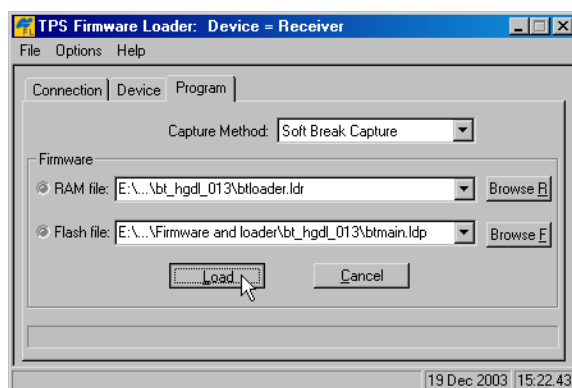 FL TPS Firmware Loader: Device = Receiver
File Options Help
Connection Device Program
Capture Method: Soft Break Capture
Firmware
RAM file: E:\...\bt_hgdl_013\btloader.ldr Browse R
Flash file: E:\...\Firmware and loader\bt_hgdl_013\btmain.ldp Browse F
Load Cancel
19 Dec 2003 15:22.43